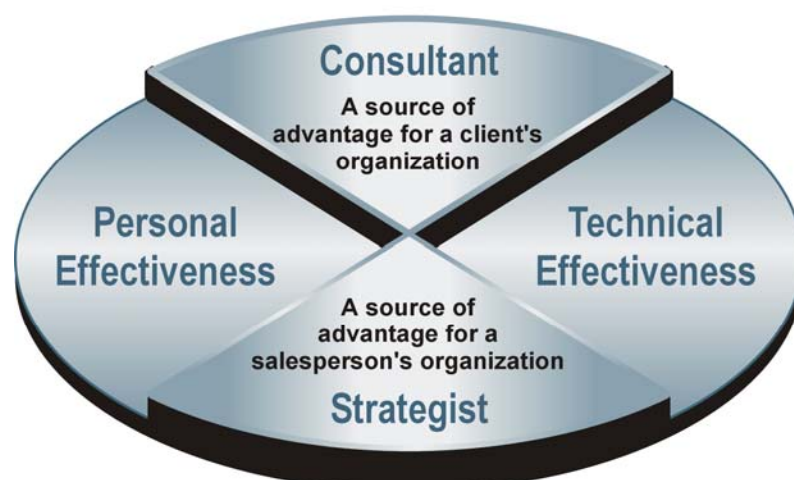 Consultant
A source of
advantage for a client's
organization
Personal
Effectiveness
Technical
Effectiveness
A source of
advantage for a
salesperson's organization
Strategist